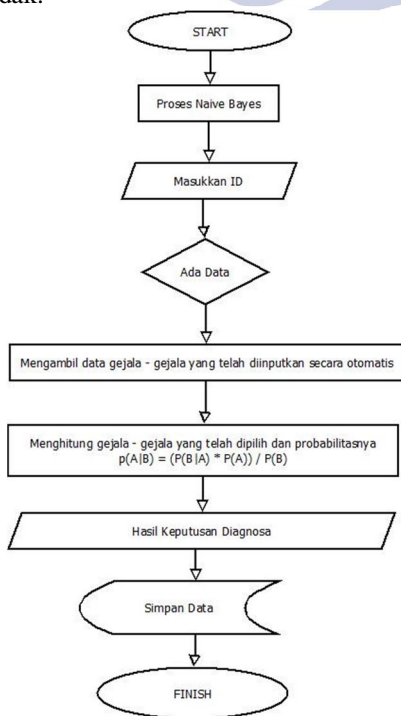 START
Proses Naive Bayes
Masukkan ID
Ada Data
Mengambil data gejala - gejala yang telah diinputkan secara otomatis
Menghitung gejala - gejala yang telah dipilih dan probabilitasnya
p(A|B) = (P(B|A) * P(A)) / P(B)
Hasil Keputusan Diagnosa
Simpan Data
FINISH